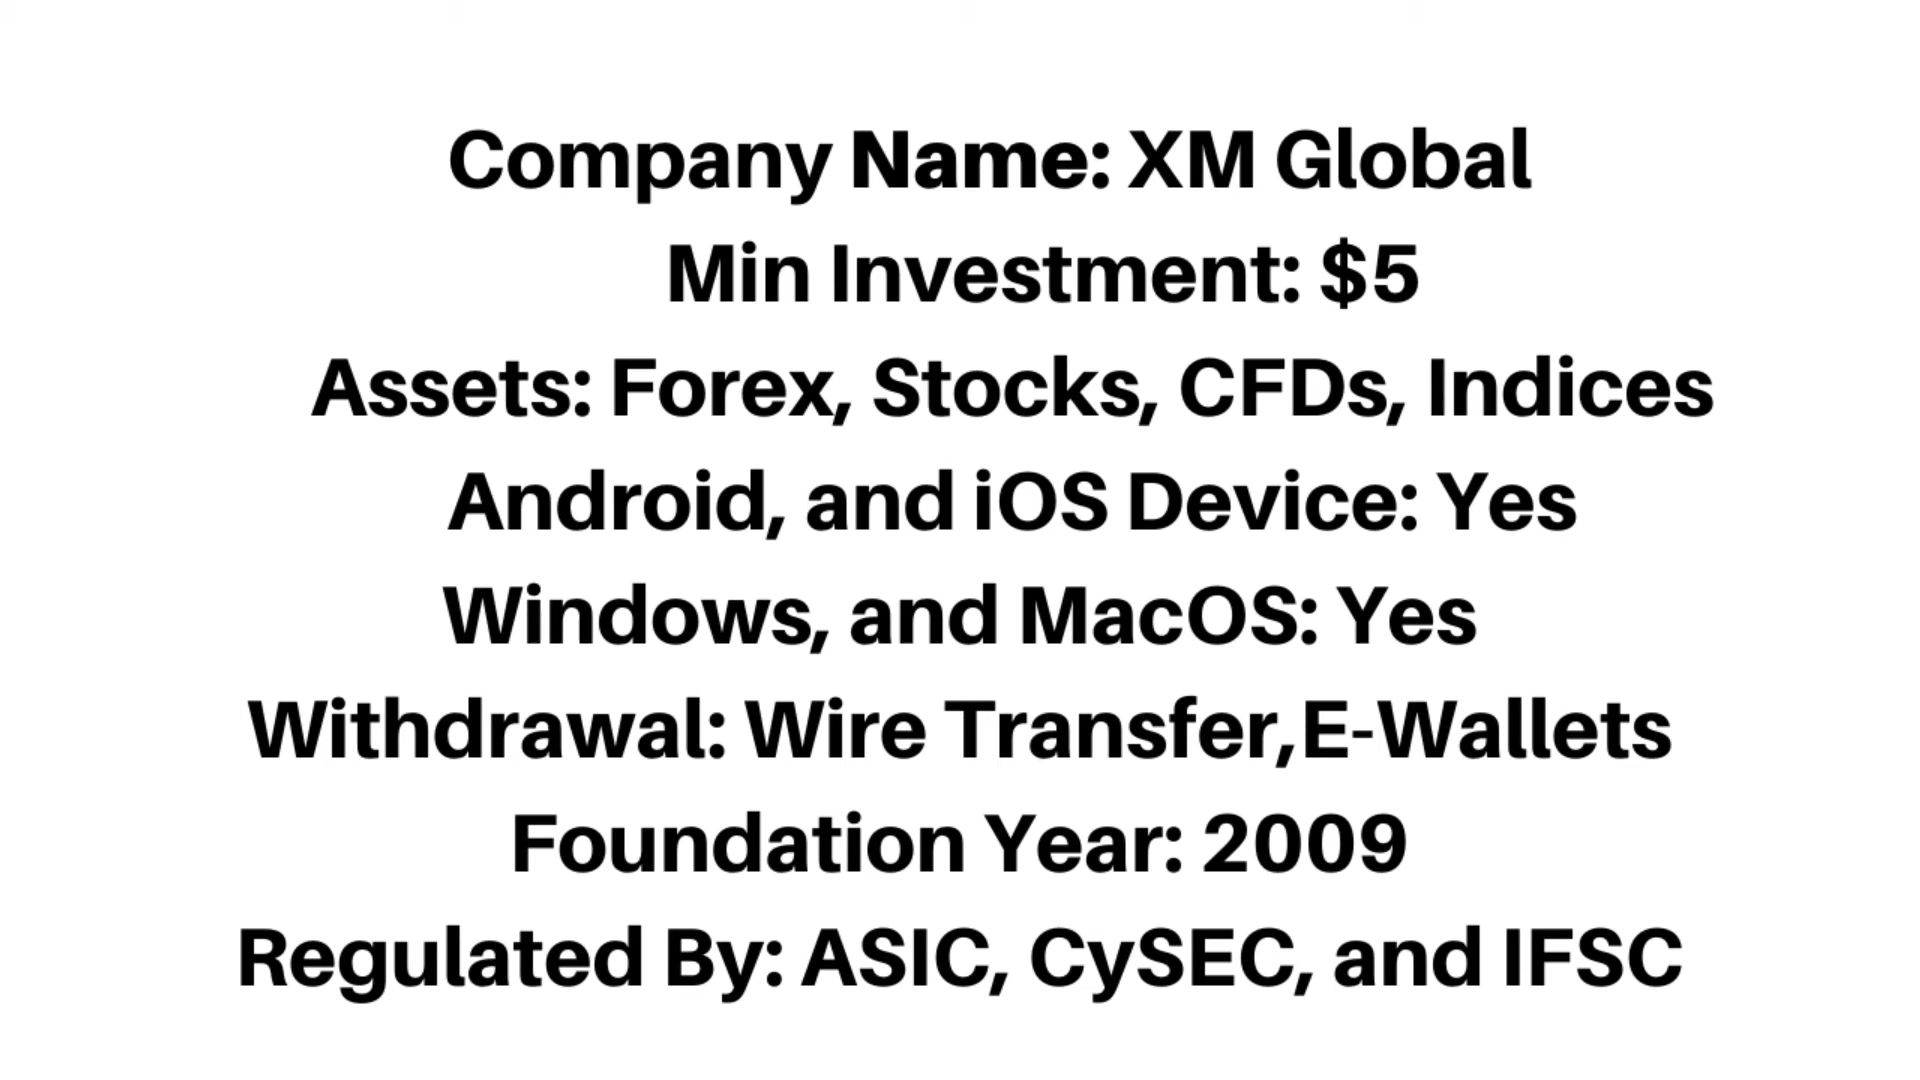 Company Name: XM Global
Min Investment: $5
Assets: Forex, Stocks, CFDs, Indices
Android, and iOS Device: Yes
Windows, and MacOS: Yes
Withdrawal: Wire Transfer,E-Wallets
Foundation Year: 2009
Regulated By: ASIC, CySEC, and IFSC